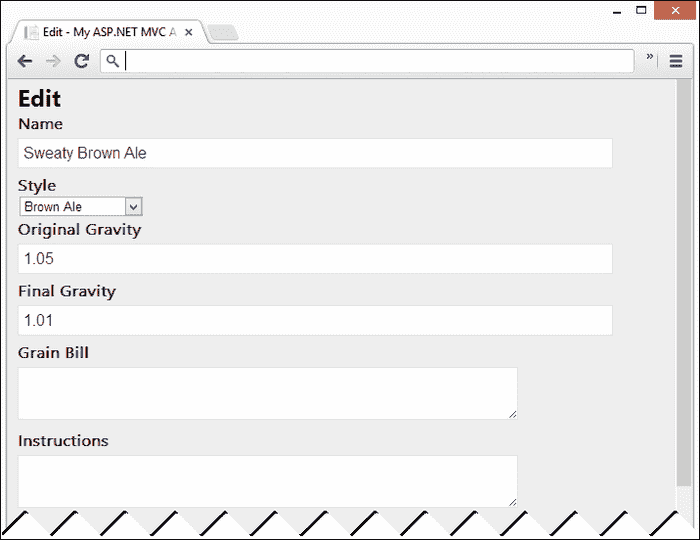 Edit - My ASP.NET MVC A
»
Edit
Name
Sweaty Brown Ale
Style
Brown Ale
Original Gravity
1.05
Final Gravity
1.01
Grain Bill
Instructions